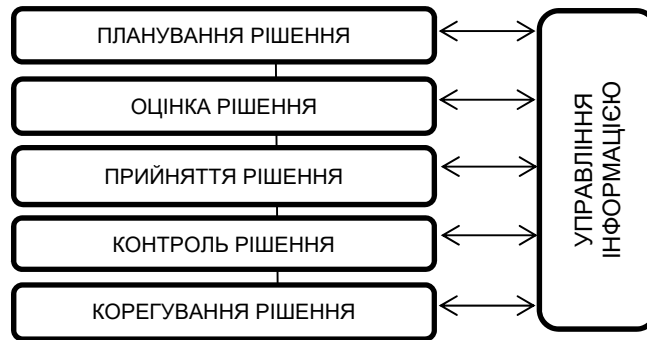 ПЛАНУВАННЯ РІШЕННЯ
ОЦІНКА РІШЕННЯ
ПРИЙНЯТТЯ РІШЕННЯ
КОНТРОЛЬ РІШЕННЯ
КОРЕГУВАННЯ РІШЕННЯ
УПРАВЛІННЯ
ІНФОРМАЦІЄЮ